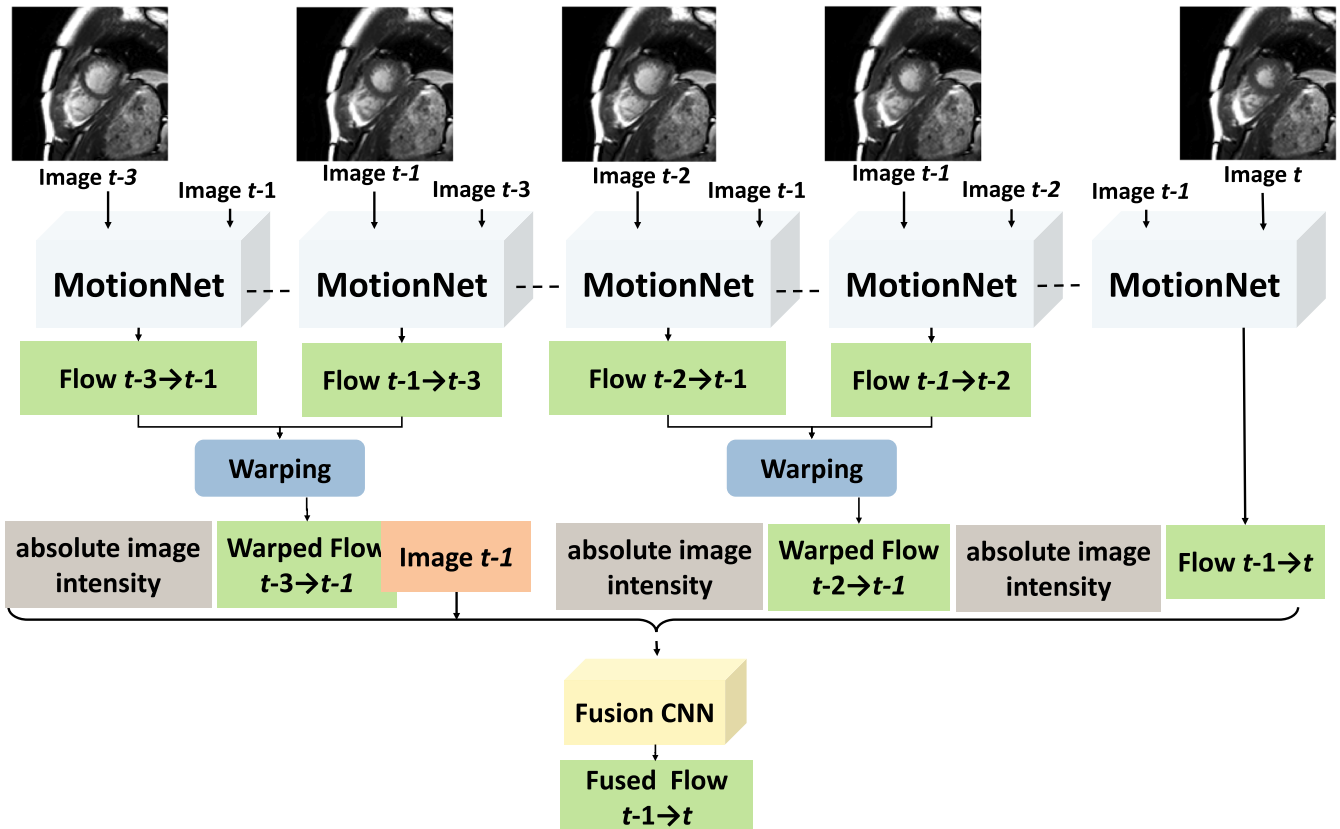 Image t-3
Image t-1
Image t-1
Image t-3
Image t-2
Image t-1
Image t-1
Image t-2
Image t-1
Image t
MotionNet
MotionNet
MotionNet
MotionNet
MotionNet
Flow t-3→t-1
Flow t-1→t-3
Flow t-2→t-1
Flow t-1→t-2
Warping
Warping
absolute image
intensity
Warped Flow
t-3→t-1
Image t-1
absolute image
intensity
Warped Flow
t-2→t-1
absolute image
intensity
Flow t-1→t
Fusion CNN
Fused Flow
t-1→t